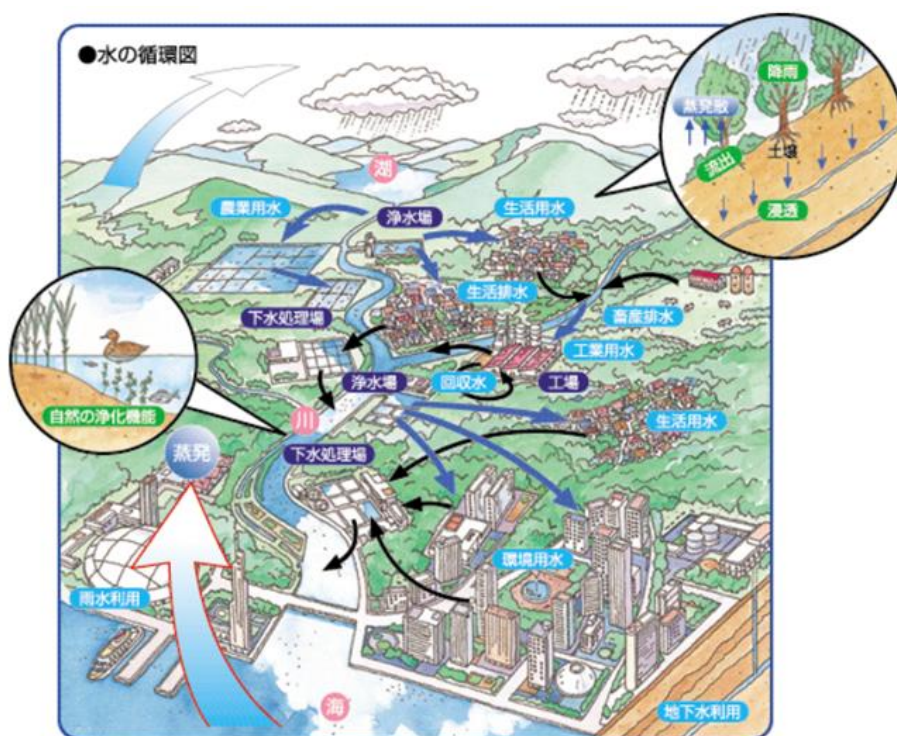 ●水の循環図
降雨
蒸発散
土壌
流出
浸透
湖
農業用水
浄水場
生活用水
生活排水
下水処理場
畜産排水
工業用水
浄水場
回収水
工場
自然の浄化機能
川
生活用水
蒸発
下水処理場
環境用水
雨水利用
海
地下水利用